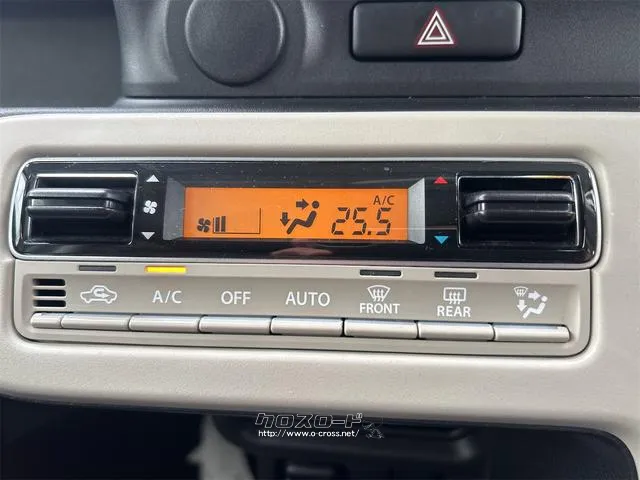 A/C
25.5
A/C OFF AUTO FRONT REAR
クロスロード
http://www.o-cross.net/